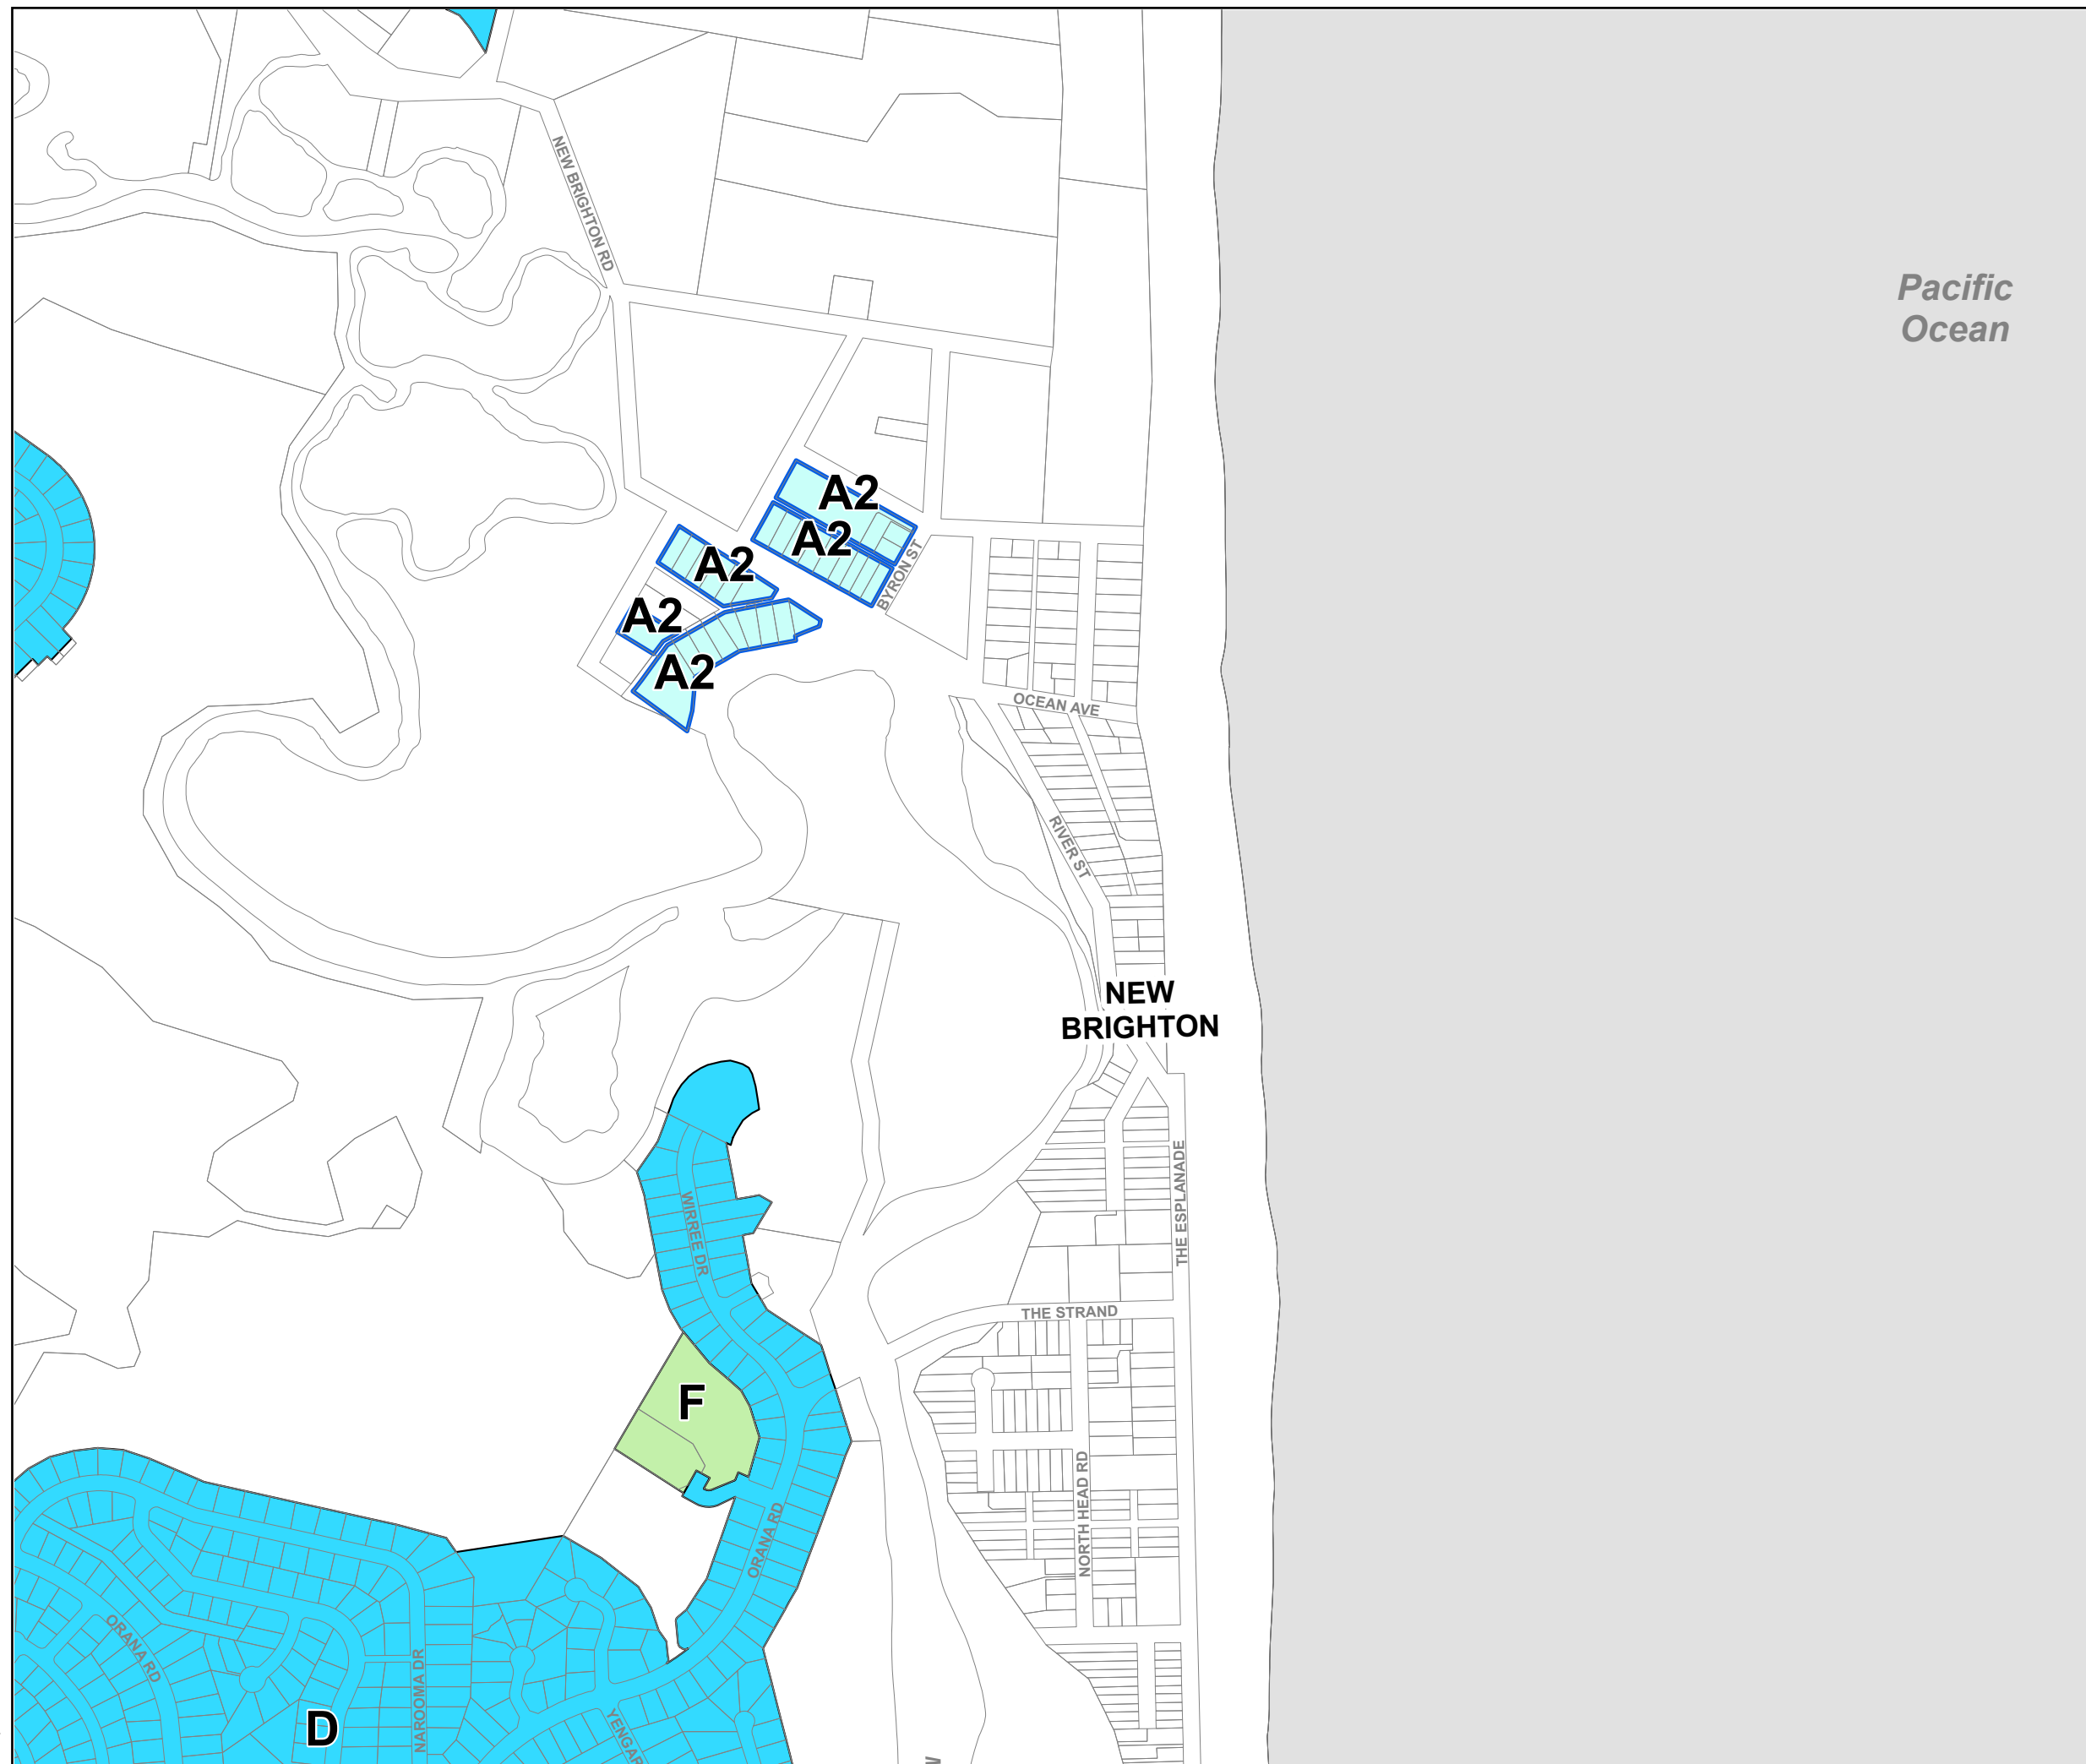 NEW BRIGHTON RD
Pacific
Ocean
A2
A2
A2
A2
A2
BYRON ST
OCEAN AVE
RIVER ST
NEW
BRIGHTON
THE ESPLANADE
WIRREE DR
THE STRAND
F
NORTH HEAD RD
ORANA RD
ORANA RD
NAROOMA DR
D
YENGAR
W